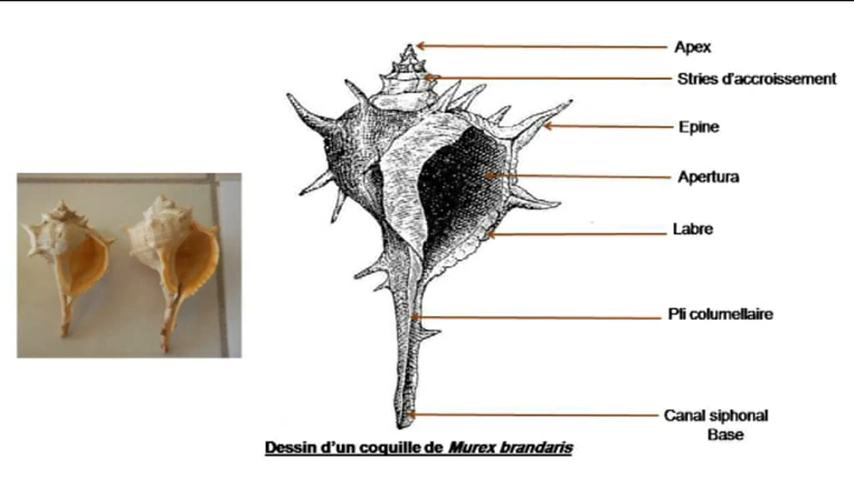 Apex
Stries d'accroissement
Epine
Apertura
Labre
Pli columellaire
Canal siphonal
Base
Dessin d'un coquille de Murex brandaris